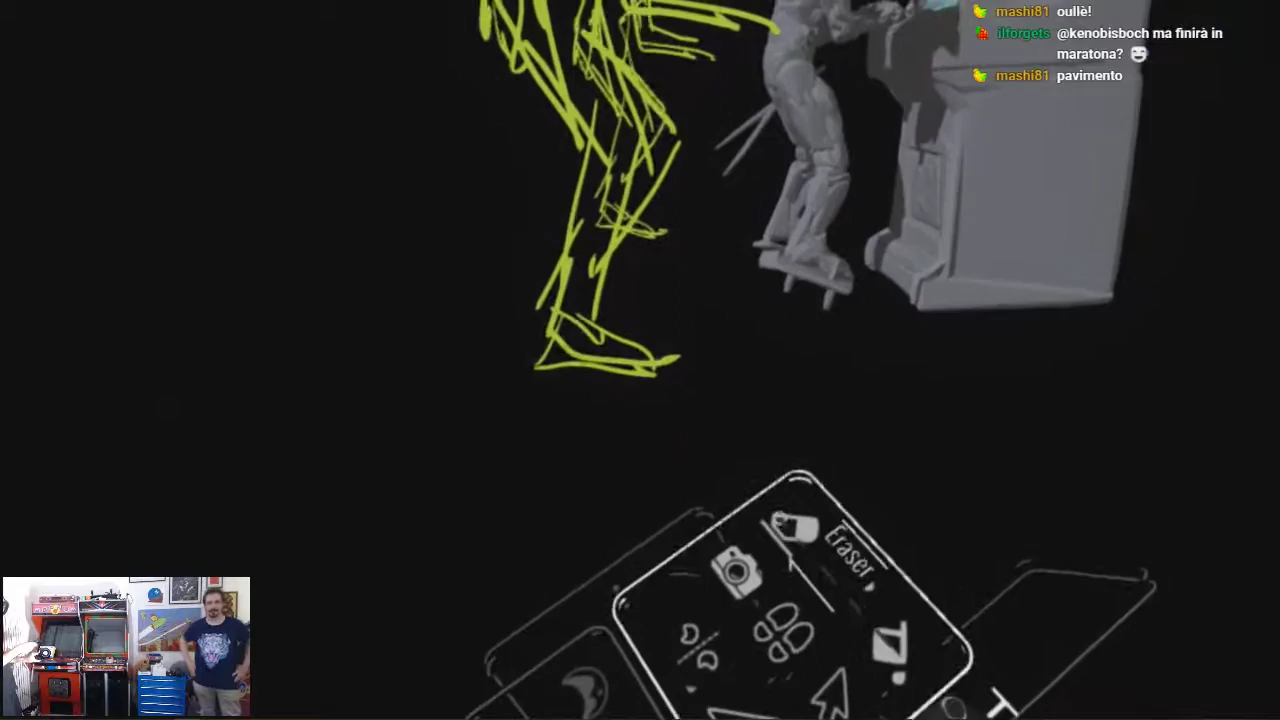 mashi81 oullè!
ilforgets @kenobisboch ma finirà in
maratona?
mashi81 pavimento
Eraser